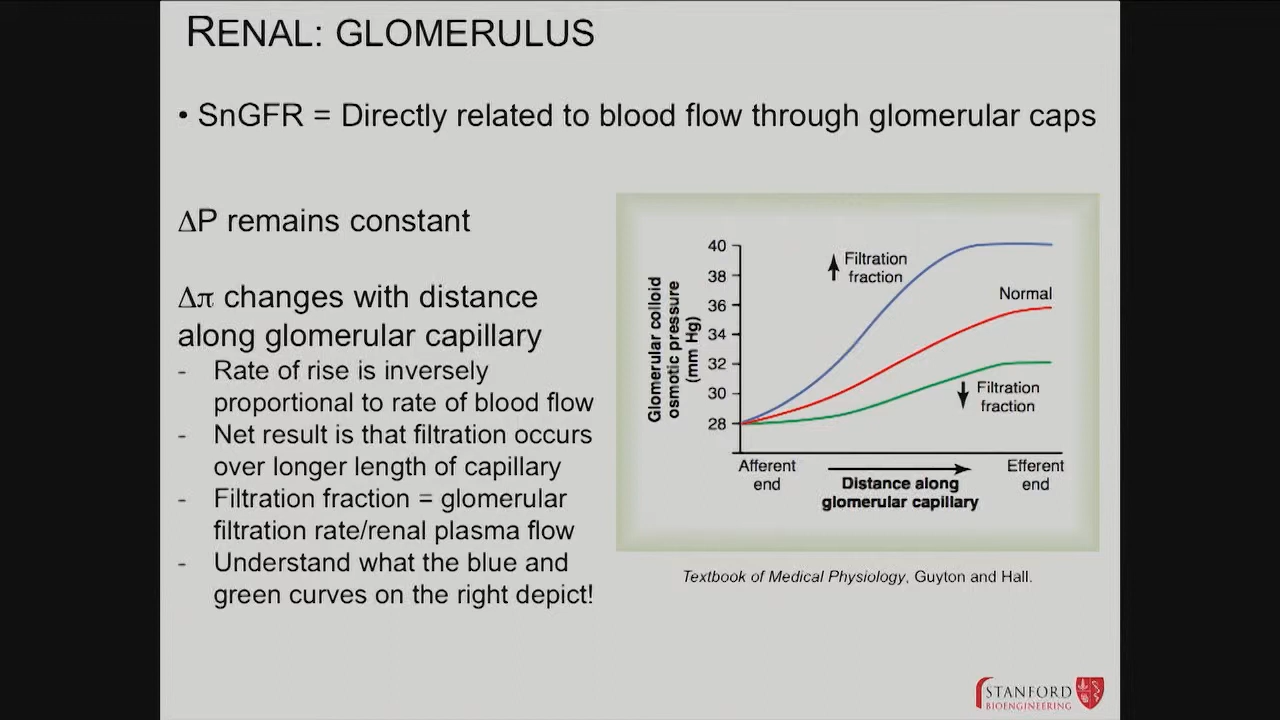 RENAL: GLOMERULUS
• SnGFR = Directly related to blood flow through glomerular caps
ΔP remains constant
Δπ changes with distance
along glomerular capillary
- Rate of rise is inversely
proportional to rate of blood flow
- Net result is that filtration occurs
over longer length of capillary
- Filtration fraction = glomerular
filtration rate/renal plasma flow
- Understand what the blue and
green curves on the right depict!
Glomerular colloid
osmotic pressure
(mm Hg)
40
38
36
34
32
30
28
Filtration
fraction
Normal
Filtration
fraction
Afferent
end
Efferent
end
Distance along
glomerular capillary
Textbook of Medical Physiology, Guyton and Hall.
STANFORD
BIOENGINEERING